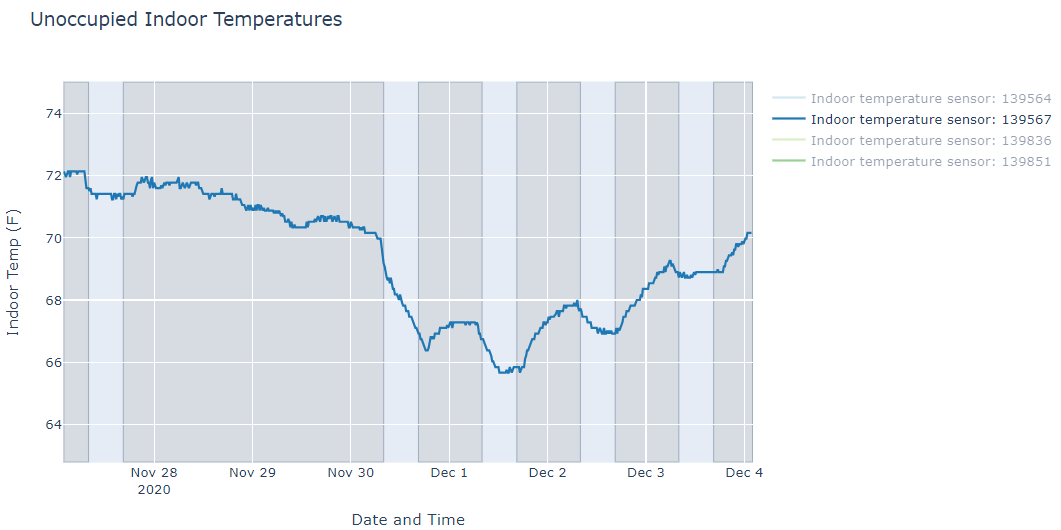 Unoccupied Indoor Temperatures
Indoor temperature sensor: 139564
Indoor temperature sensor: 139567
Indoor temperature sensor: 139836
Indoor temperature sensor: 139851
74
72
70
68
66
64
Indoor Temp (F)
Nov 28 Nov 29 Nov 30 Dec 1 Dec 2 Dec 3 Dec 4
2020
Date and Time